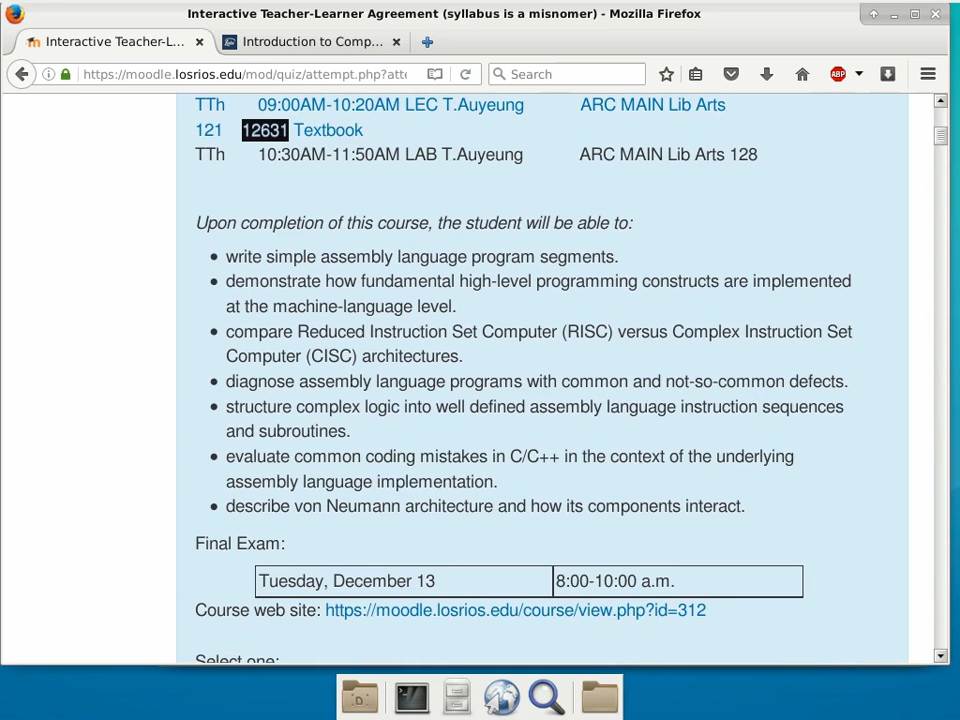 Interactive Teacher-Learner Agreement (syllabus is a misnomer) - Mozilla Firefox
Interactive Teacher-L... Introduction to Comp...
https://moodle.losrios.edu/mod/quiz/attempt.php?atte Search ABP
TTh 09:00AM-10:20AM LEC T.Auyeung ARC MAIN Lib Arts
121 12631 Textbook
TTh 10:30AM-11:50AM LAB T.Auyeung ARC MAIN Lib Arts 128
Upon completion of this course, the student will be able to:
• write simple assembly language program segments.
• demonstrate how fundamental high-level programming constructs are implemented
at the machine-language level.
• compare Reduced Instruction Set Computer (RISC) versus Complex Instruction Set
Computer (CISC) architectures.
• diagnose assembly language programs with common and not-so-common defects.
• structure complex logic into well defined assembly language instruction sequences
and subroutines.
• evaluate common coding mistakes in C/C++ in the context of the underlying
assembly language implementation.
• describe von Neumann architecture and how its components interact.
Final Exam:
Tuesday, December 13 8:00-10:00 a.m.
Course web site: https://moodle.losrios.edu/course/view.php?id=312
Select one: